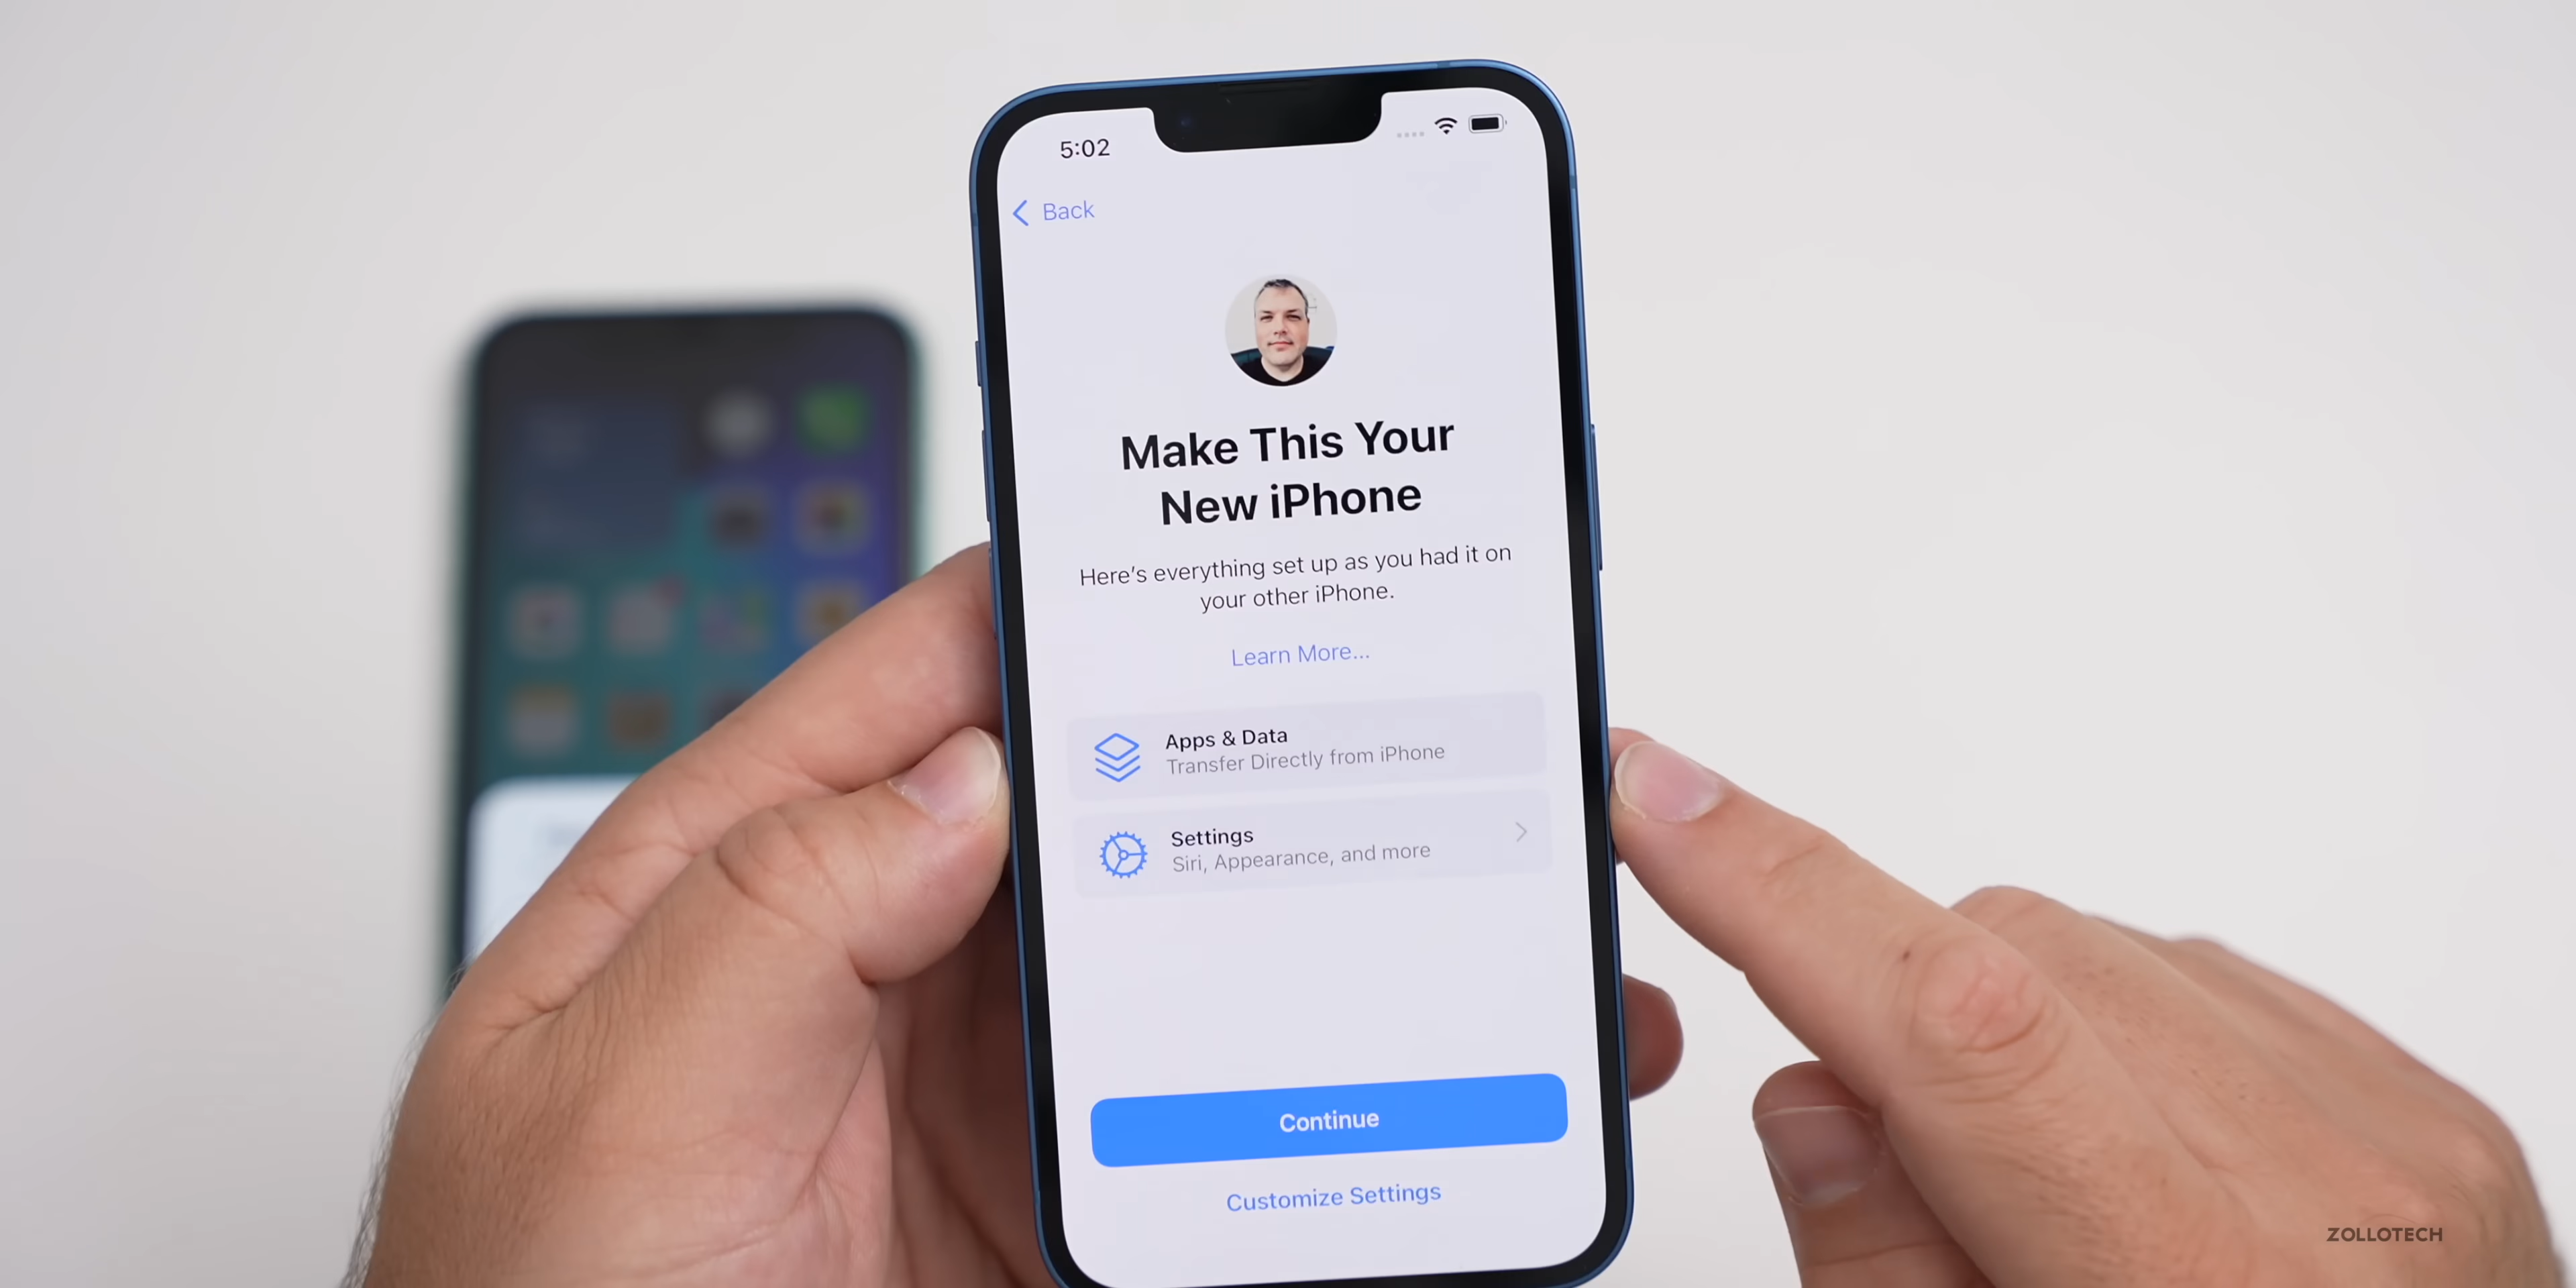 5:02
Back
Make This Your
New iPhone
Here's everything set up as you had it on
your other iPhone.
Learn More...
Apps & Data
Transfer Directly from iPhone
Settings
Siri, Appearance, and more
Continue
Customize Settings
ZOLLOTECH